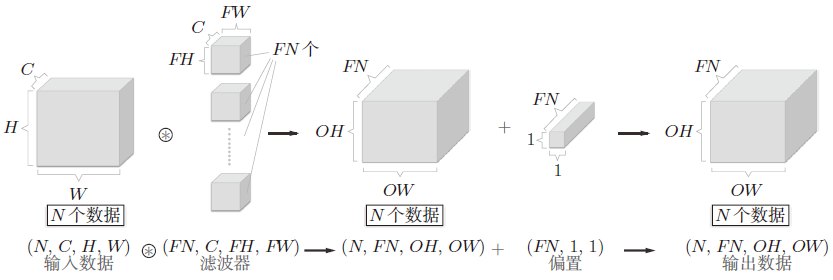 C
H
W
N 个数据
⊛
C
FW
FH
FN 个
FN
OH
OW
N 个数据
+
FN
1
1
FN
OH
OW
N 个数据
(N, C, H, W) ⊛ (FN, C, FH, FW) → (N, FN, OH, OW) + (FN, 1, 1) → (N, FN, OH, OW)
输入数据 滤波器 偏置 输出数据